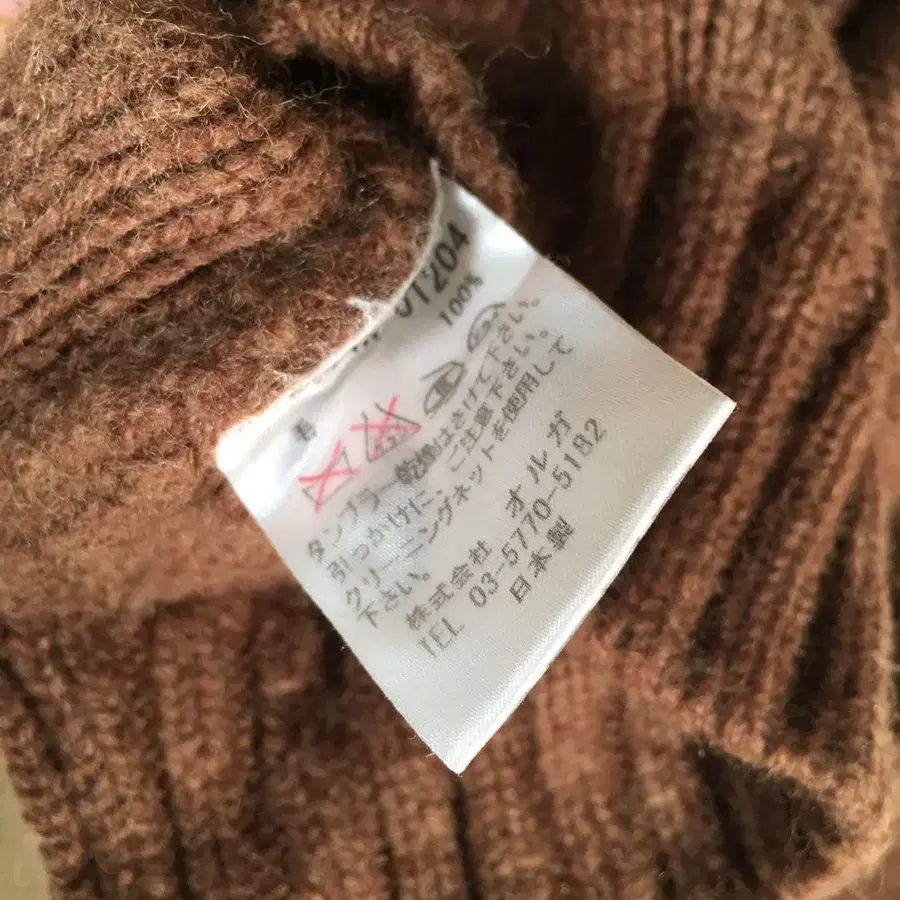 01204
100%
タンブラー乾燥はさけて下さい。
引っかけに、ご注意下さい。
クリーニングネットを使用して
下さい。
株式会社 オルガ
TEL 03-5770-5182
日本製